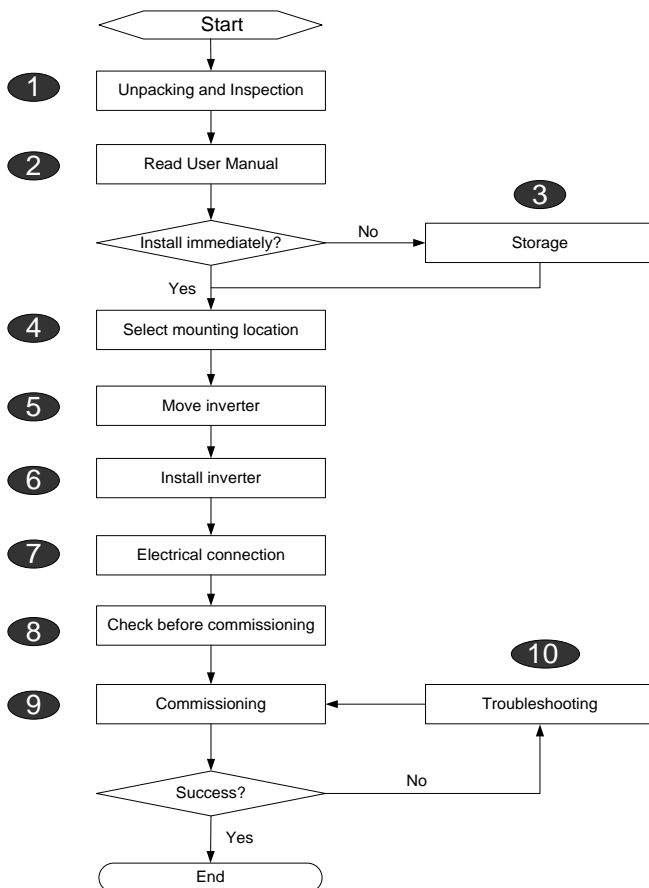 Start
1
Unpacking and Inspection
2
Read User Manual
3
Install immediately?
No
Storage
Yes
4
Select mounting location
5
Move inverter
6
Install inverter
7
Electrical connection
8
Check before commissioning
10
9
Commissioning
Troubleshooting
Success?
No
Yes
End